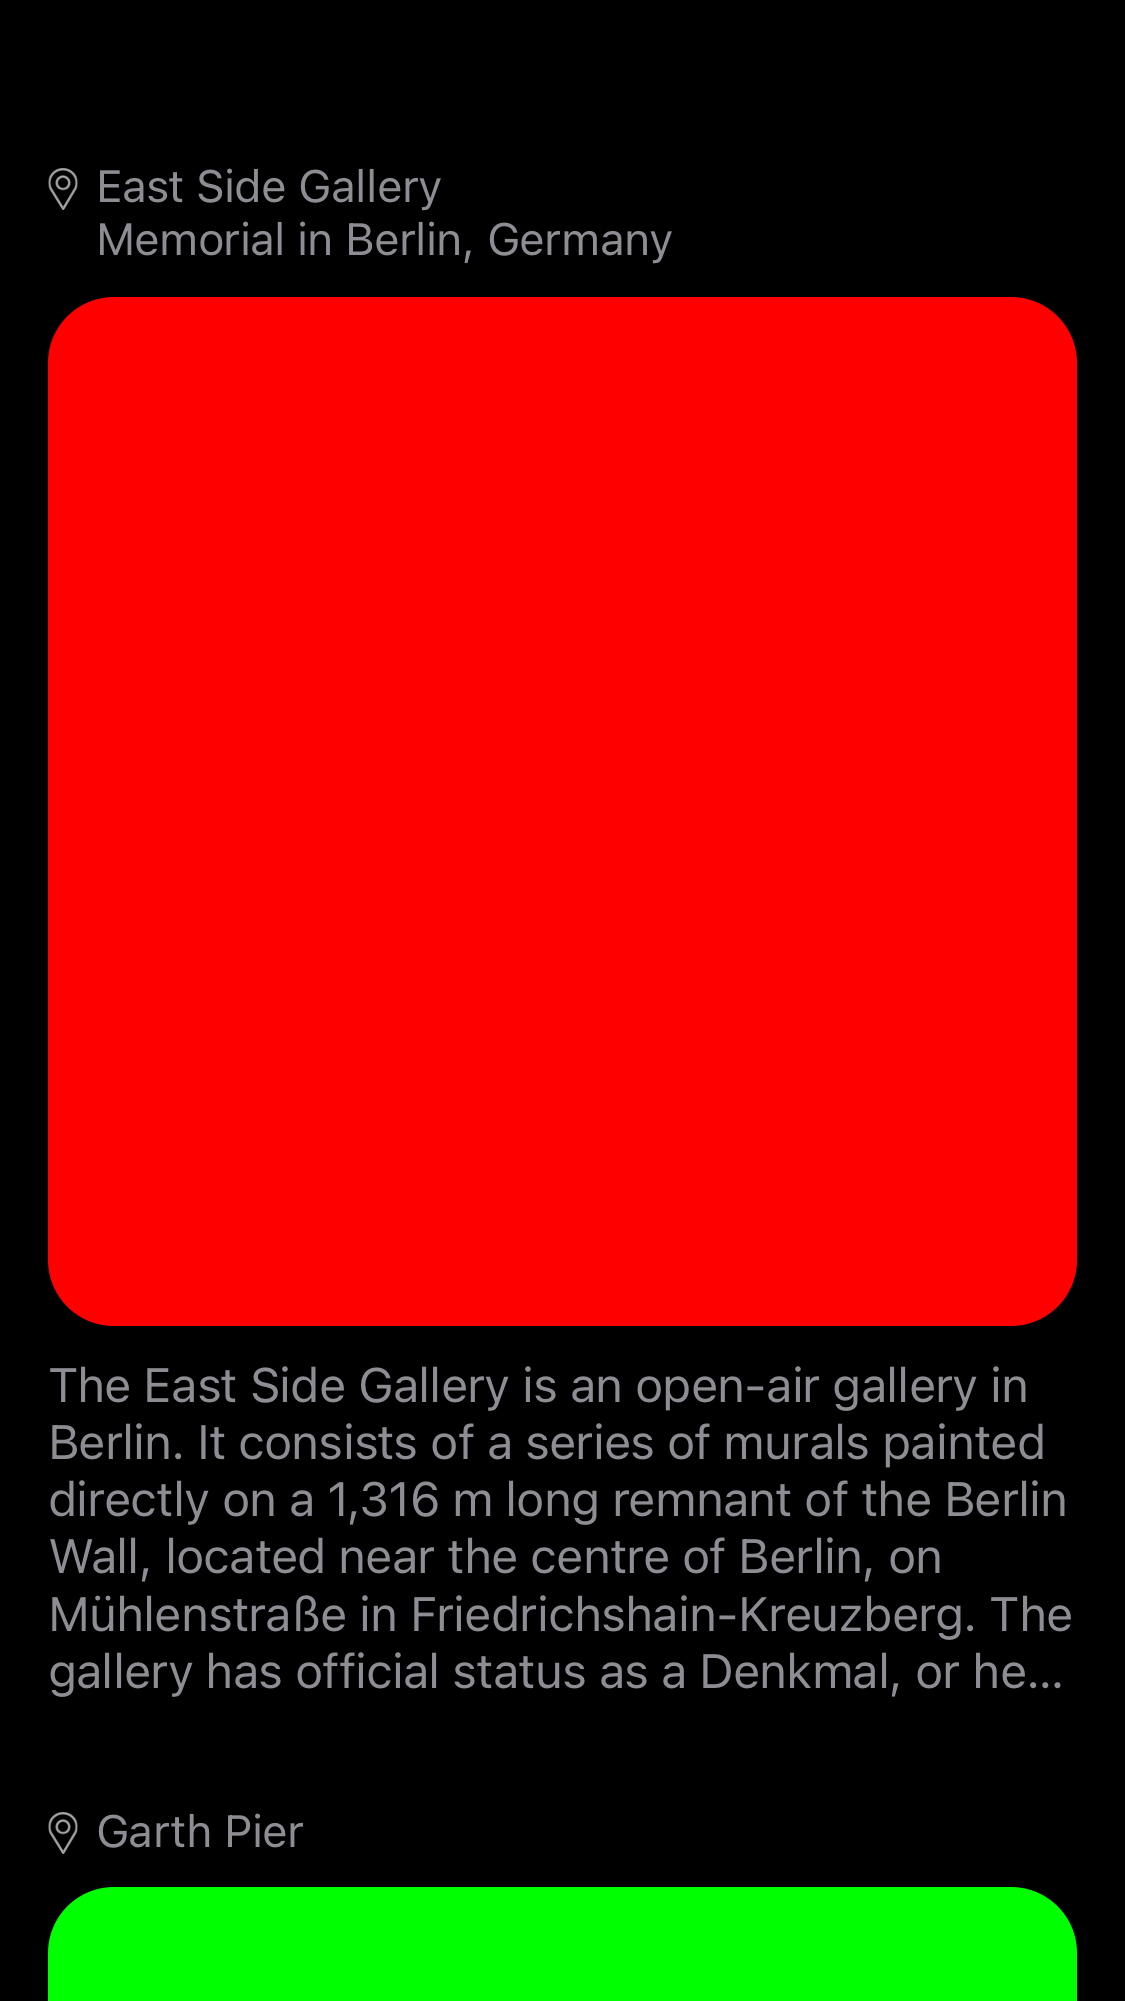 East Side Gallery
Memorial in Berlin, Germany
The East Side Gallery is an open-air gallery in
Berlin. It consists of a series of murals painted
directly on a 1,316 m long remnant of the Berlin
Wall, located near the centre of Berlin, on
Mühlenstraße in Friedrichshain-Kreuzberg. The
gallery has official status as a Denkmal, or he...
Garth Pier